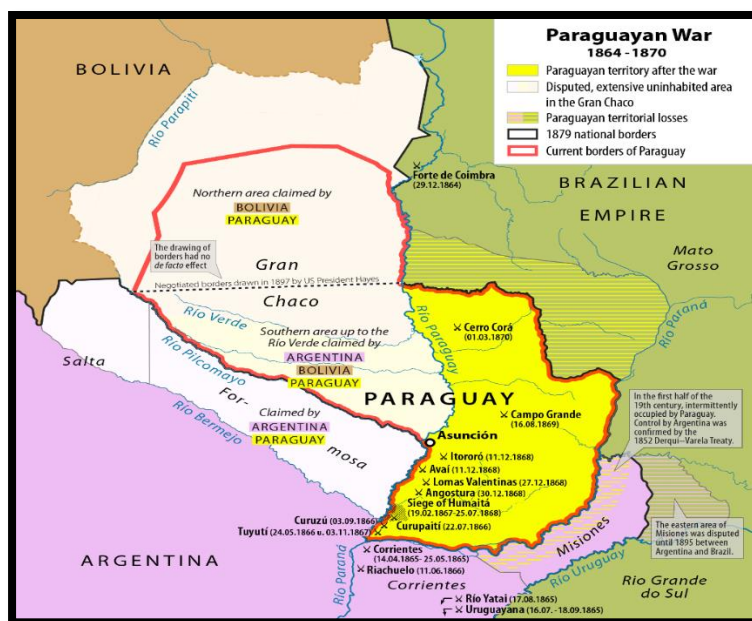 Paraguayan War
1864 - 1870
Paraguayan territory after the war
Disputed, extensive uninhabited area
in the Gran Chaco
Paraguayan territorial losses
1879 national borders
Current borders of Paraguay
BOLIVIA
Río Parapití
Forte de Coimbra
(29.12.1864)
BRAZILIAN
EMPIRE
Mato
Grosso
Northern area claimed by
BOLIVIA
PARAGUAY
The drawing of
borders had no
de facto effect
Gran
Negotiated borders drawn in 1897 by US President Hayes
Chaco
Río Verde
Río Paraguay
Cerro Corá
(01.03.1870)
Río Paraná
Southern area up to the
Río Verde claimed by
ARGENTINA
BOLIVIA
PARAGUAY
Salta
Río Pilcomayo
Río Bermejo
For-
mosa
Claimed by
ARGENTINA
PARAGUAY
PARAGUAY
Campo Grande
(16.08.1869)
In the first half of the
19th century, intermittently
occupied by Paraguay.
Control by Argentina was
confirmed by the
1852 Derqui–Varela Treaty.
Asunción
Itororó (11.12.1868)
Avaí (11.12.1868)
Lomas Valentinas (27.12.1868)
Angostura (30.12.1868)
Siege of Humaitá
(19.02.1867-25.07.1868)
Curuzú (03.09.1866)
Curupaití (22.07.1866)
Tuyutí (24.05.1866 u. 03.11.1867)
Misiones
The eastern area of
Misiones was disputed
until 1895 between
Argentina and Brazil.
ARGENTINA
Río Paraná
Corrientes
(14.04.1865- 25.05.1865)
Riachuelo (11.06.1866)
Corrientes
Río Uruguay
Rio Grande
do Sul
Río Yatai (17.08.1865)
Uruguayana (16.07. -18.09.1865)